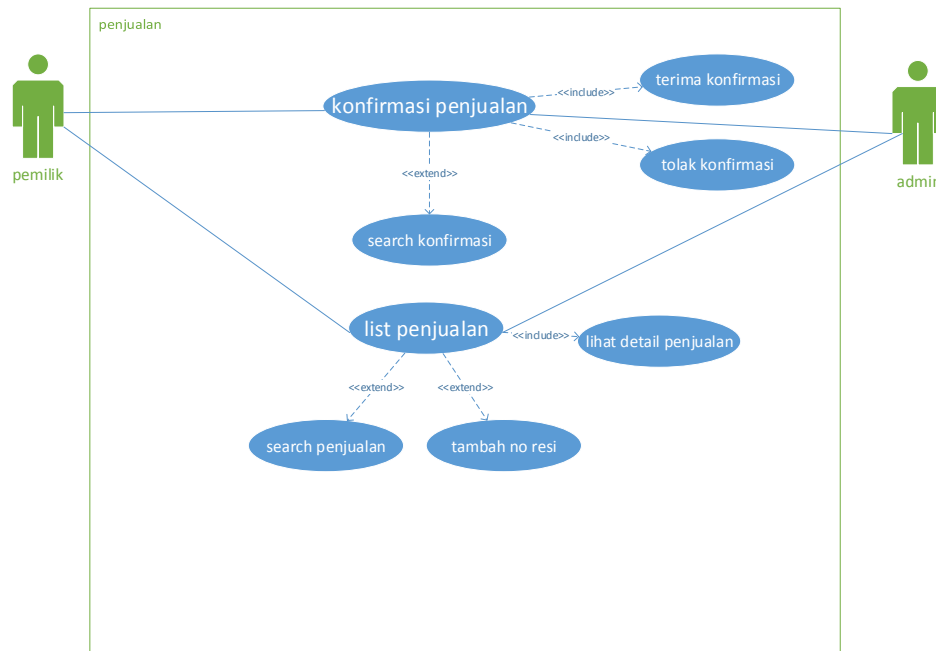 penjualan
terima konfirmasi
<<include>>
konfirmasi penjualan
<<include>>
tolak konfirmasi
pemilik
<<extend>>
admin
search konfirmasi
list penjualan
<<include>>
lihat detail penjualan
<<extend>>
<<extend>>
search penjualan
tambah no resi